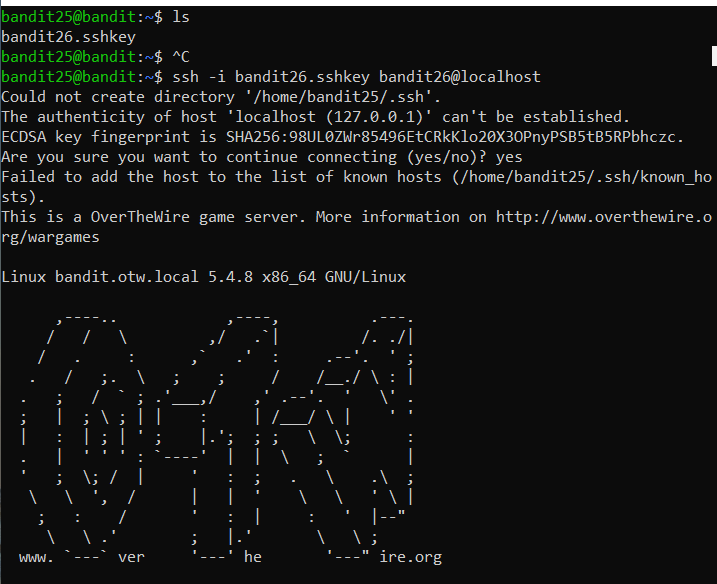 bandit25@bandit:~$ ls
bandit26.sshkey
bandit25@bandit:~$ ^C
bandit25@bandit:~$ ssh -i bandit26.sshkey bandit26@localhost
Could not create directory '/home/bandit25/.ssh'.
The authenticity of host 'localhost (127.0.0.1)' can't be established.
ECDSA key fingerprint is SHA256:98UL0ZWr85496EtCRkKlo20X3OPnyPSB5tB5RPbhczc.
Are you sure you want to continue connecting (yes/no)? yes
Failed to add the host to the list of known hosts (/home/bandit25/.ssh/known_ho
sts).
This is a OverTheWire game server. More information on http://www.overthewire.o
rg/wargames
Linux bandit.otw.local 5.4.8 x86_64 GNU/Linux
www. ver he ire.org